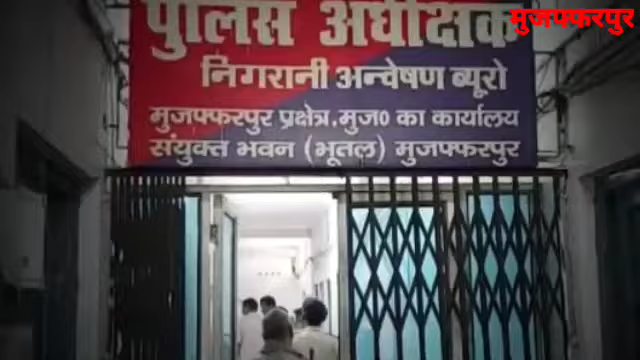 मुजफ्फरपुर
पुलिस अधीक्षक
निगरानी अन्वेषण ब्यूरो
मुजफ्फरपुर प्रक्षेत्र, मुज० का कार्यालय
संयुक्त भवन (भूतल) मुजफ्फरपुर